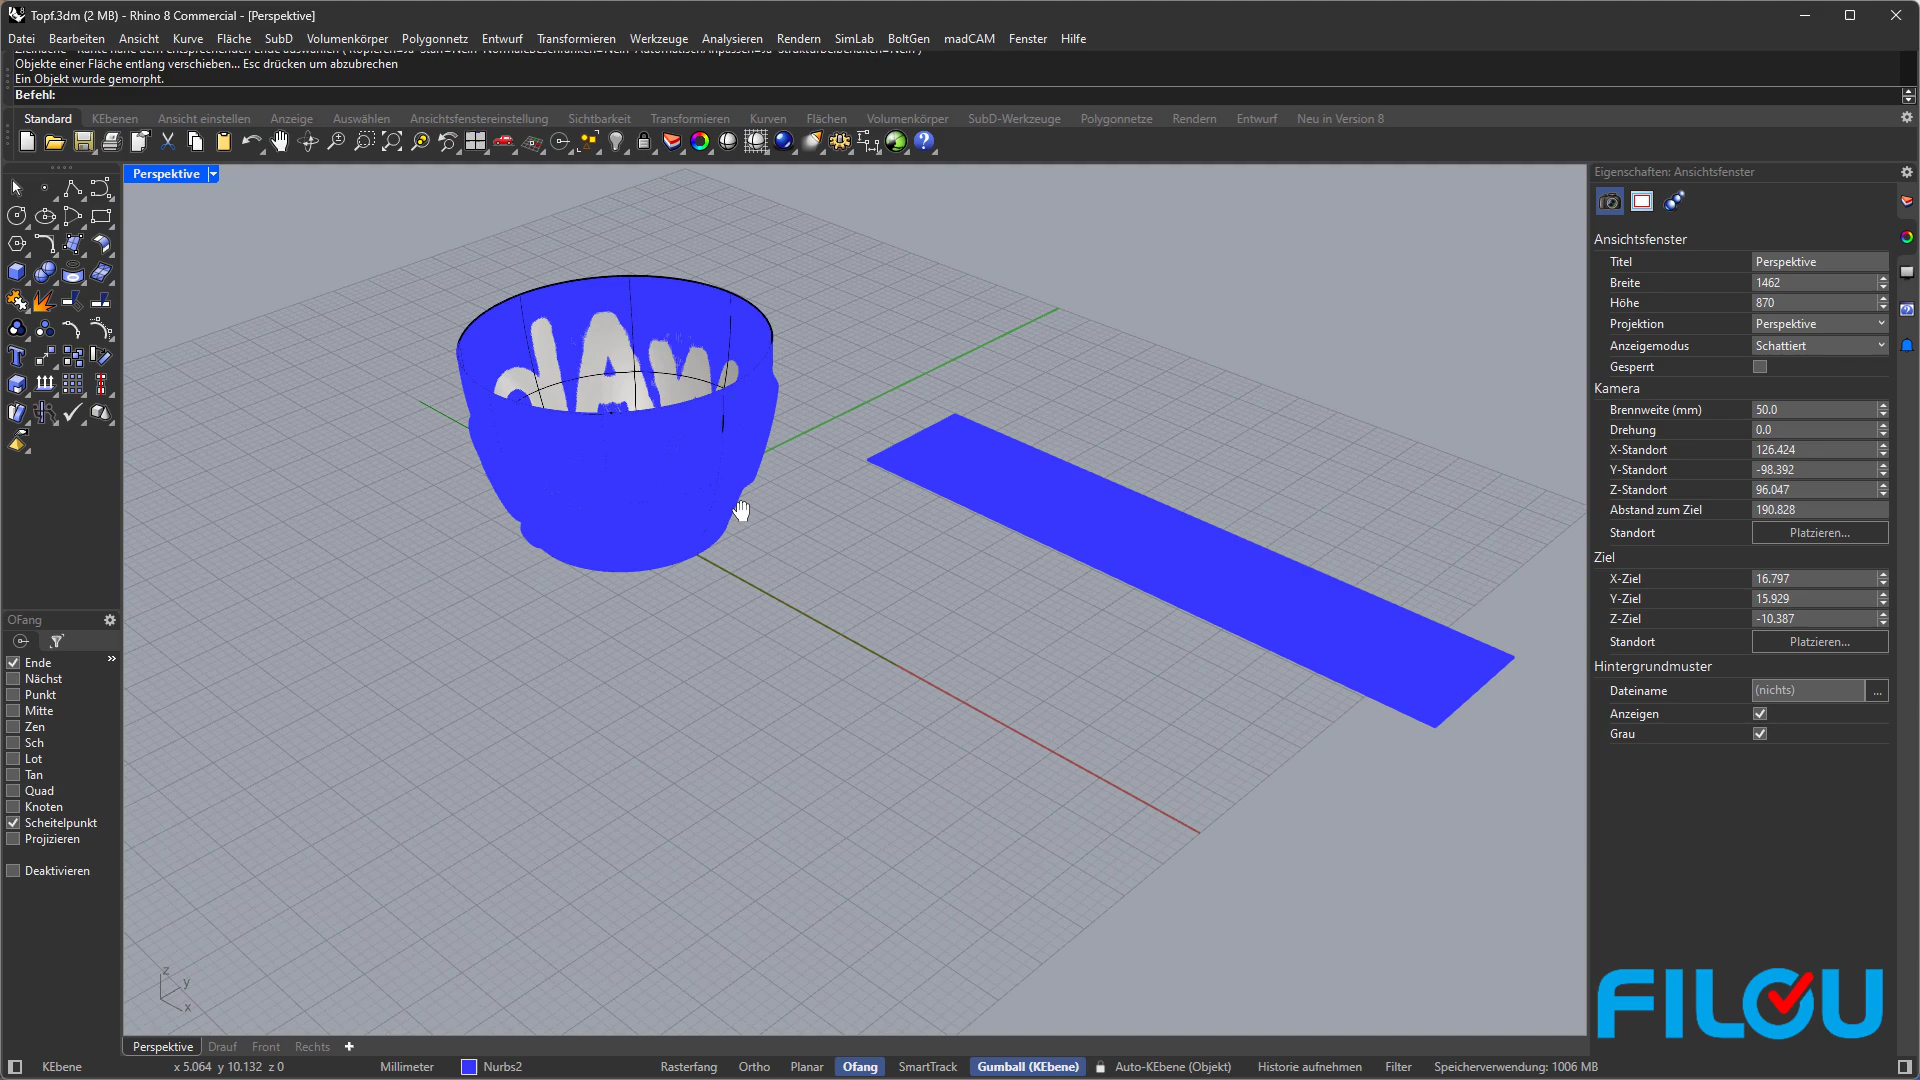 Topf.3dm (2 MB) - Rhino 8 Commercial - [Perspektive]
Datei Bearbeiten Ansicht Kurve Fläche SubD Volumenkörper Polygonnetz Entwurf Transformieren Werkzeuge Analysieren Rendern SimLab BoltGen madCAM Fenster Hilfe
Objekte einer Fläche entlang verschieben... Esc drücken um abzubrechen
Ein Objekt wurde gemorpht.
Befehl:
Standard KEbenen Ansicht einstellen Anzeige Auswählen Ansichtsfenstereinstellung Sichtbarkeit Transformieren Kurven Flächen Volumenkörper SubD-Werkzeuge Polygonnetze Rendern Entwurf Neu in Version 8
Perspektive
Eigenschaften: Ansichtsfenster
Ansichtsfenster
Titel Perspektive
Breite 1462
Höhe 870
Projektion Perspektive
Anzeigemodus Schattiert
Gesperrt
Kamera
Brennweite (mm) 50.0
Drehung 0.0
X-Standort 126.424
Y-Standort -98.392
Z-Standort 96.047
Abstand zum Ziel 190.828
Standort Platzieren...
Ziel
X-Ziel 16.797
Y-Ziel 15.929
Z-Ziel -10.387
Standort Platzieren...
Hintergrundmuster
Dateiname (nichts) ...
Anzeigen
Grau
OFang
Ende
Nächst
Punkt
Mitte
Zen
Sch
Lot
Tan
Quad
Knoten
Scheitelpunkt
Projizieren
Deaktivieren
z
y
x
FILOU
Perspektive Drauf Front Rechts
KEbene x 5.064 y 10.132 z 0 Millimeter Nurbs2 Rasterfang Ortho Planar Ofang SmartTrack Gumball (KEbene) Auto-KEbene (Objekt) Historie aufnehmen Filter Speicherverwendung: 1006 MB